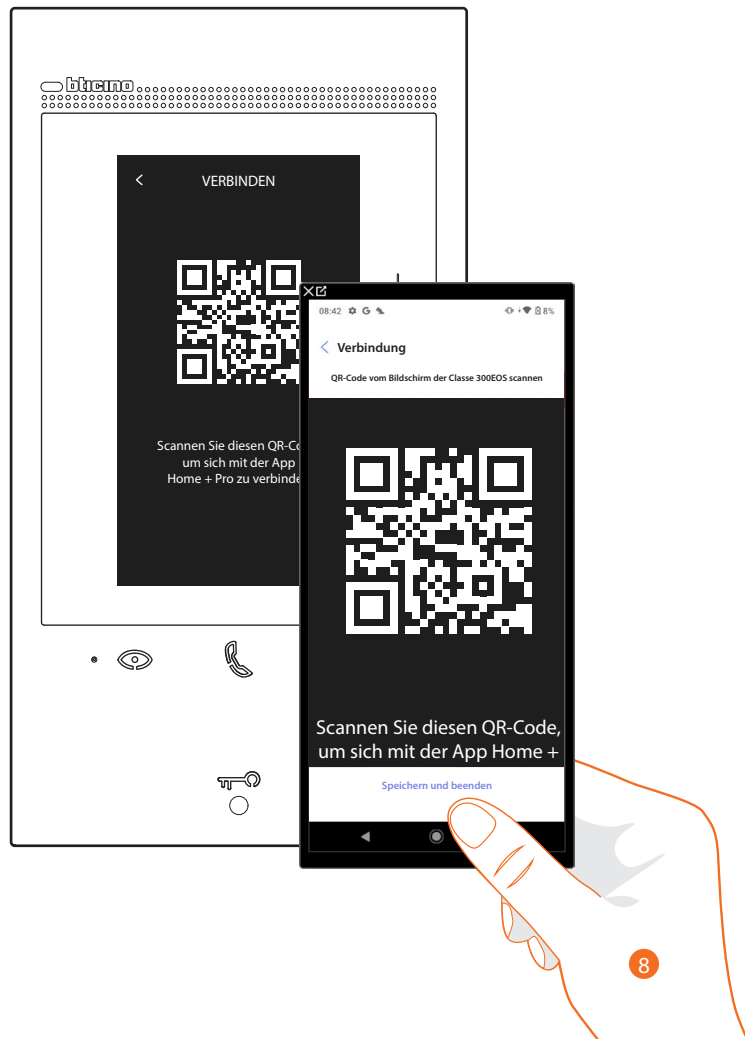 bticino
VERBINDEN
Scannen Sie diesen QR-Co
um sich mit der App
Home + Pro zu verbinde
08:42 G 8%
Verbindung
QR-Code vom Bildschirm der Classe 300EOS scannen
Scannen Sie diesen QR-Code,
um sich mit der App Home +
Speichern und beenden
8